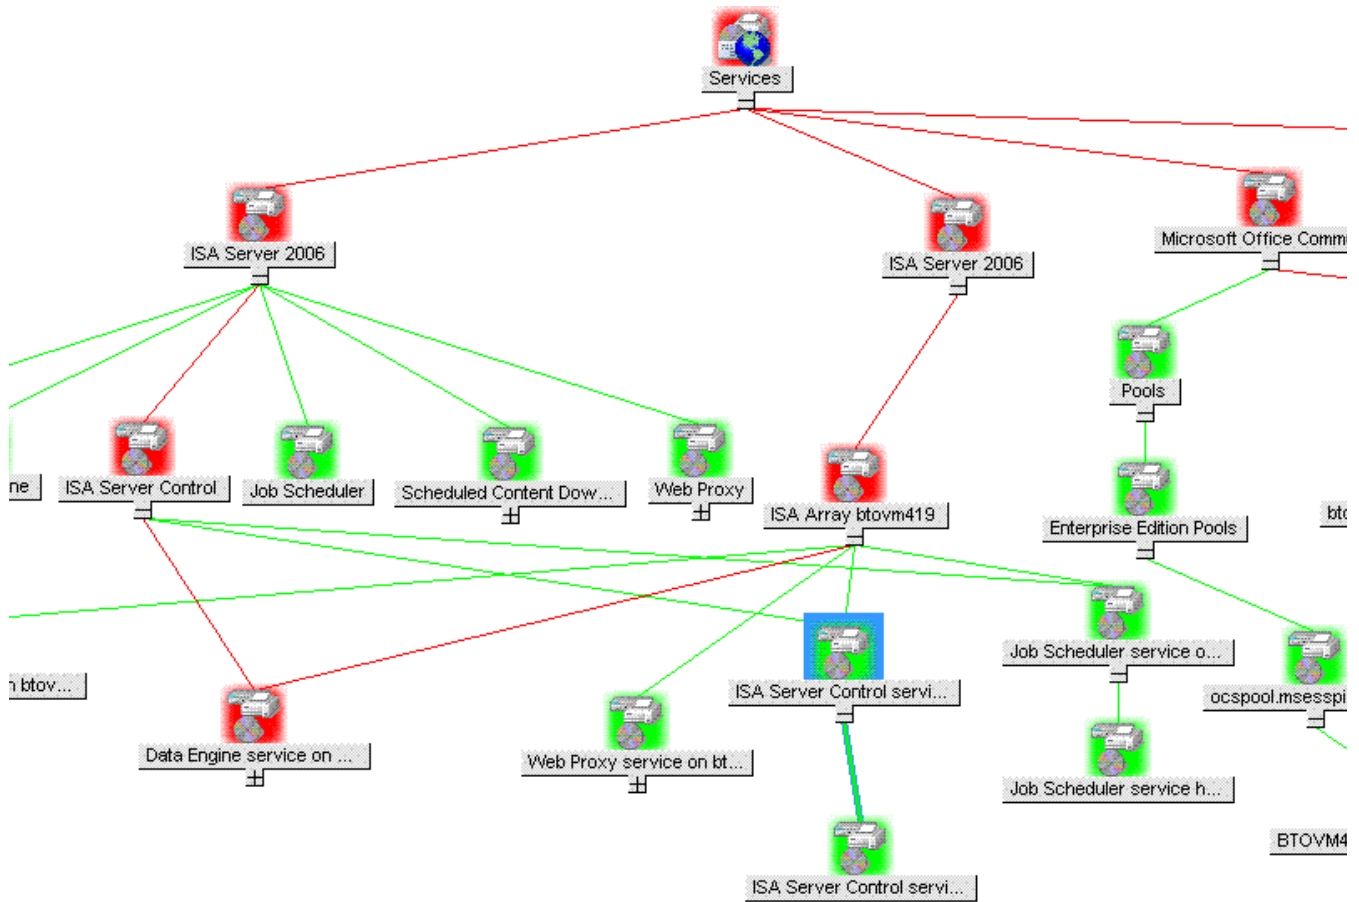 Services
ISA Server 2006
ISA Server 2006
Microsoft Office Commu
Pools
ne
ISA Server Control
Job Scheduler
Scheduled Content Dow...
Web Proxy
ISA Array btovm419
Enterprise Edition Pools
btov
n btov...
Data Engine service on ...
Web Proxy service on bt...
ISA Server Control servi...
Job Scheduler service o...
ocspool.msesspi
Job Scheduler service h...
BTOVM4
ISA Server Control servi...